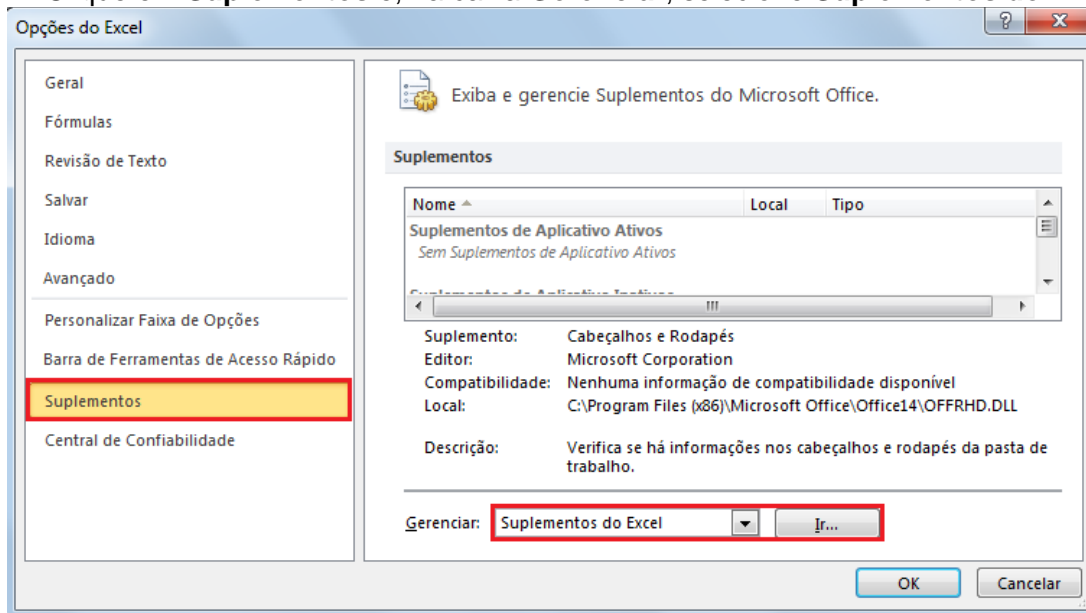 Opções do Excel
Geral
Fórmulas
Revisão de Texto
Salvar
Idioma
Avançado
Personalizar Faixa de Opções
Barra de Ferramentas de Acesso Rápido
Suplementos
Central de Confiabilidade
Exiba e gerencie Suplementos do Microsoft Office.
Suplementos
Nome Local Tipo
Suplementos de Aplicativo Ativos
Sem Suplementos de Aplicativo Ativos
Suplemento: Cabeçalhos e Rodapés
Editor: Microsoft Corporation
Compatibilidade: Nenhuma informação de compatibilidade disponível
Local: C:\Program Files (x86)\Microsoft Office\Office14\OFFRHD.DLL
Descrição: Verifica se há informações nos cabeçalhos e rodapés da pasta de
trabalho.
Gerenciar: Suplementos do Excel Ir...
OK Cancelar